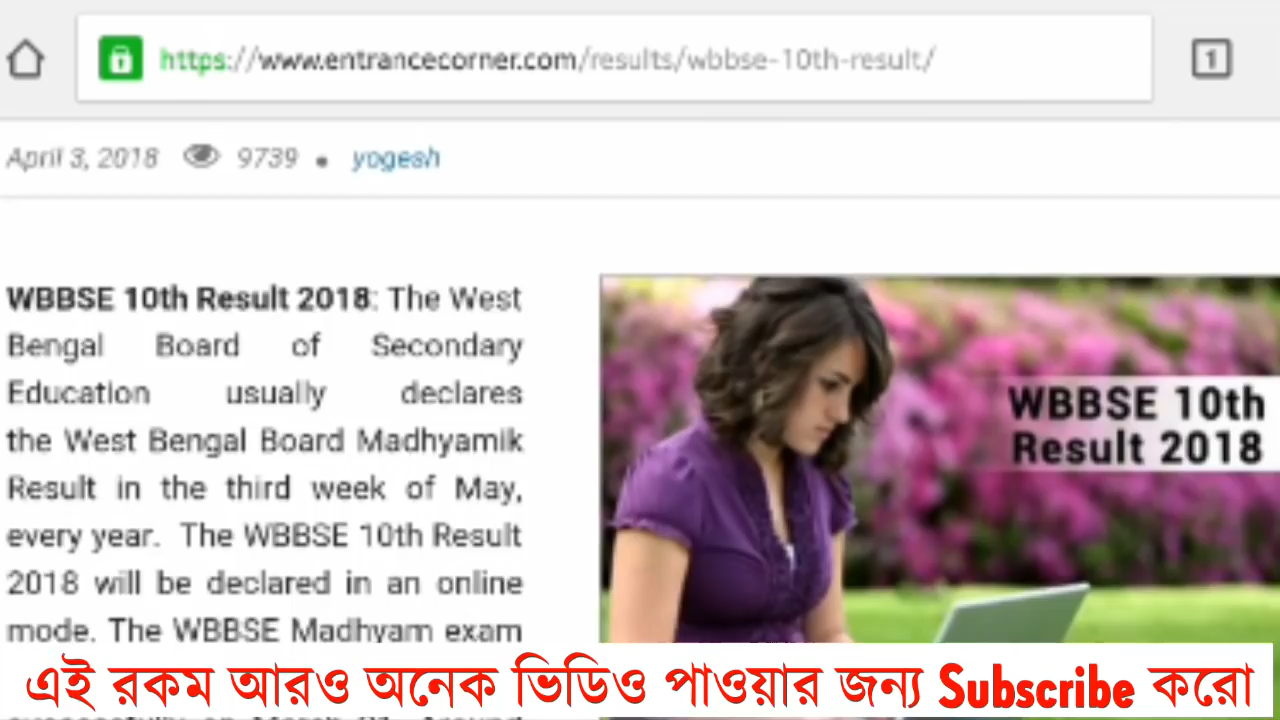 https://www.entrancecorner.com/results/wbbse-10th-result/
1
April 3, 2018 9739 • yogesh
WBBSE 10th Result 2018: The West
Bengal Board of Secondary
Education usually declares
the West Bengal Board Madhyamik
Result in the third week of May,
every year. The WBBSE 10th Result
2018 will be declared in an online
mode. The WBBSE Madhyam exam
WBBSE 10th
Result 2018
এই রকম আরও অনেক ভিডিও পাওয়ার জন্য Subscribe করো